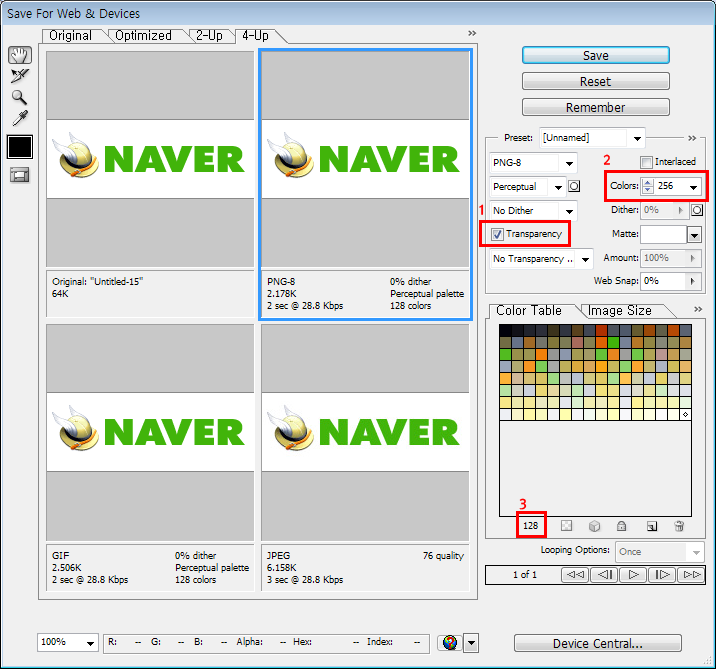 Save For Web & Devices
Original Optimized 2-Up 4-Up
NAVER
NAVER
Original: "Untitled-15"
64K
PNG-8 0% dither
2.178K Perceptual palette
2 sec @ 28.8 Kbps 128 colors
NAVER
NAVER
GIF 0% dither
2.506K Perceptual palette
2 sec @ 28.8 Kbps 128 colors
JPEG 76 quality
6.158K
3 sec @ 28.8 Kbps
Save
Reset
Remember
Preset: [Unnamed]
PNG-8 2 Interlaced
Perceptual Colors: 256
1 No Dither Dither: 0%
Transparency Matte:
No Transparency .. Amount: 100%
Web Snap: 0%
Color Table Image Size
3
128
Looping Options: Once
1 of 1
100% R: -- G: -- B: -- Alpha: -- Hex: -- Index: --
Device Central...